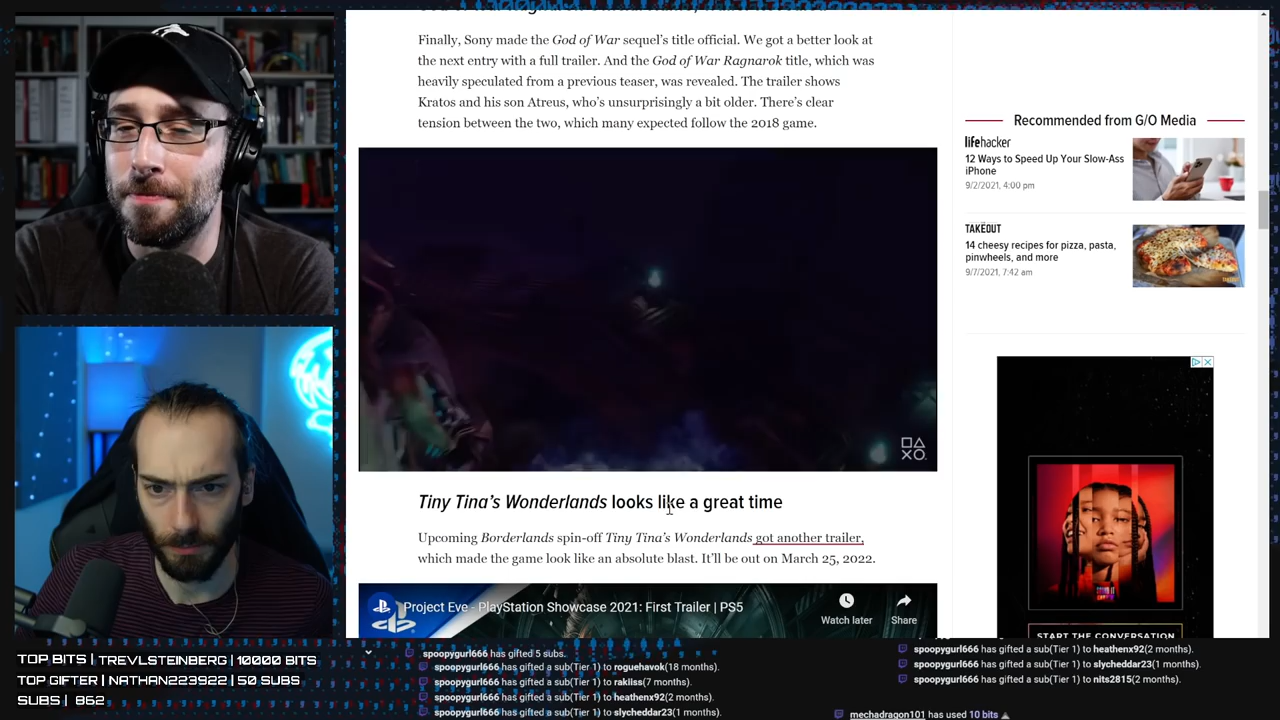 Finally, Sony made the God of War sequel's title official. We got a better look at
the next entry with a full trailer. And the God of War Ragnarok title, which was
heavily speculated from a previous teaser, was revealed. The trailer shows
Kratos and his son Atreus, who's unsurprisingly a bit older. There's clear
tension between the two, which many expected follow the 2018 game.
Tiny Tina's Wonderlands looks like a great time
Upcoming Borderlands spin-off Tiny Tina's Wonderlands got another trailer,
which made the game look like an absolute blast. It'll be out on March 25, 2022.
Project Eve - PlayStation Showcase 2021: First Trailer | PS5
Watch later
Share
Recommended from G/O Media
lifehacker
12 Ways to Speed Up Your Slow-Ass
iPhone
9/2/2021, 4:00 pm
TAKEOUT
14 cheesy recipes for pizza, pasta,
pinwheels, and more
9/7/2021, 7:42 am
START THE CONVERSATION
TOP BITS | TREVLSTEINBERG | 10000 BITS
TOP GIFTER | NATHAN223922 | 50 SUBS
SUBS | 862
spoopygurl666 has gifted 5 subs.
spoopygurl666 has gifted a sub(Tier 1) to roguehavok(18 months).
spoopygurl666 has gifted a sub(Tier 1) to rakiiss(7 months).
spoopygurl666 has gifted a sub(Tier 1) to heathenx92(2 months).
spoopygurl666 has gifted a sub(Tier 1) to slycheddar23(1 months).
spoopygurl666 has gifted a sub(Tier 1) to heathenx92(2 months).
spoopygurl666 has gifted a sub(Tier 1) to slycheddar23(1 months).
spoopygurl666 has gifted a sub(Tier 1) to nits2815(2 months).
mechadragon101 has used 10 bits